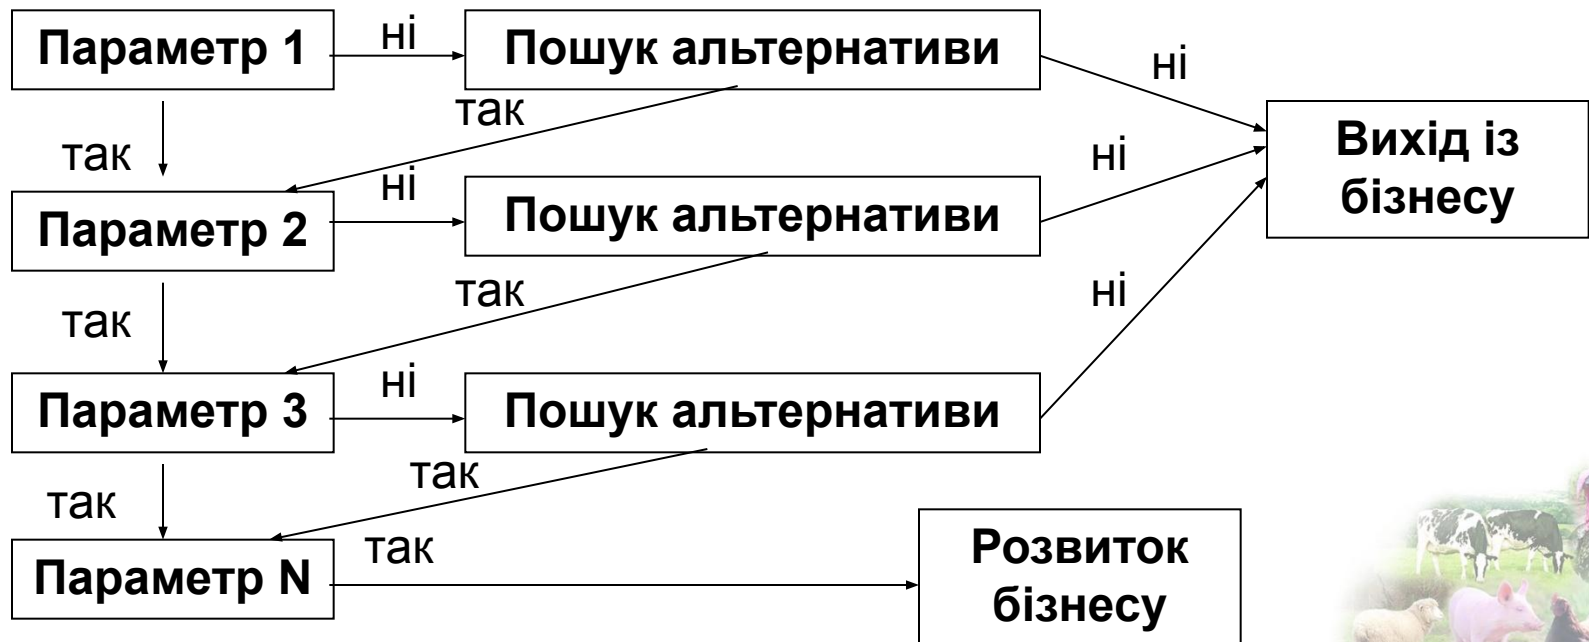 Параметр 1
ні
Пошук альтернативи
ні
так
так
Вихід із
бізнесу
Параметр 2
ні
Пошук альтернативи
ні
так
так
ні
Параметр 3
ні
Пошук альтернативи
так
так
Параметр N
так
Розвиток
бізнесу